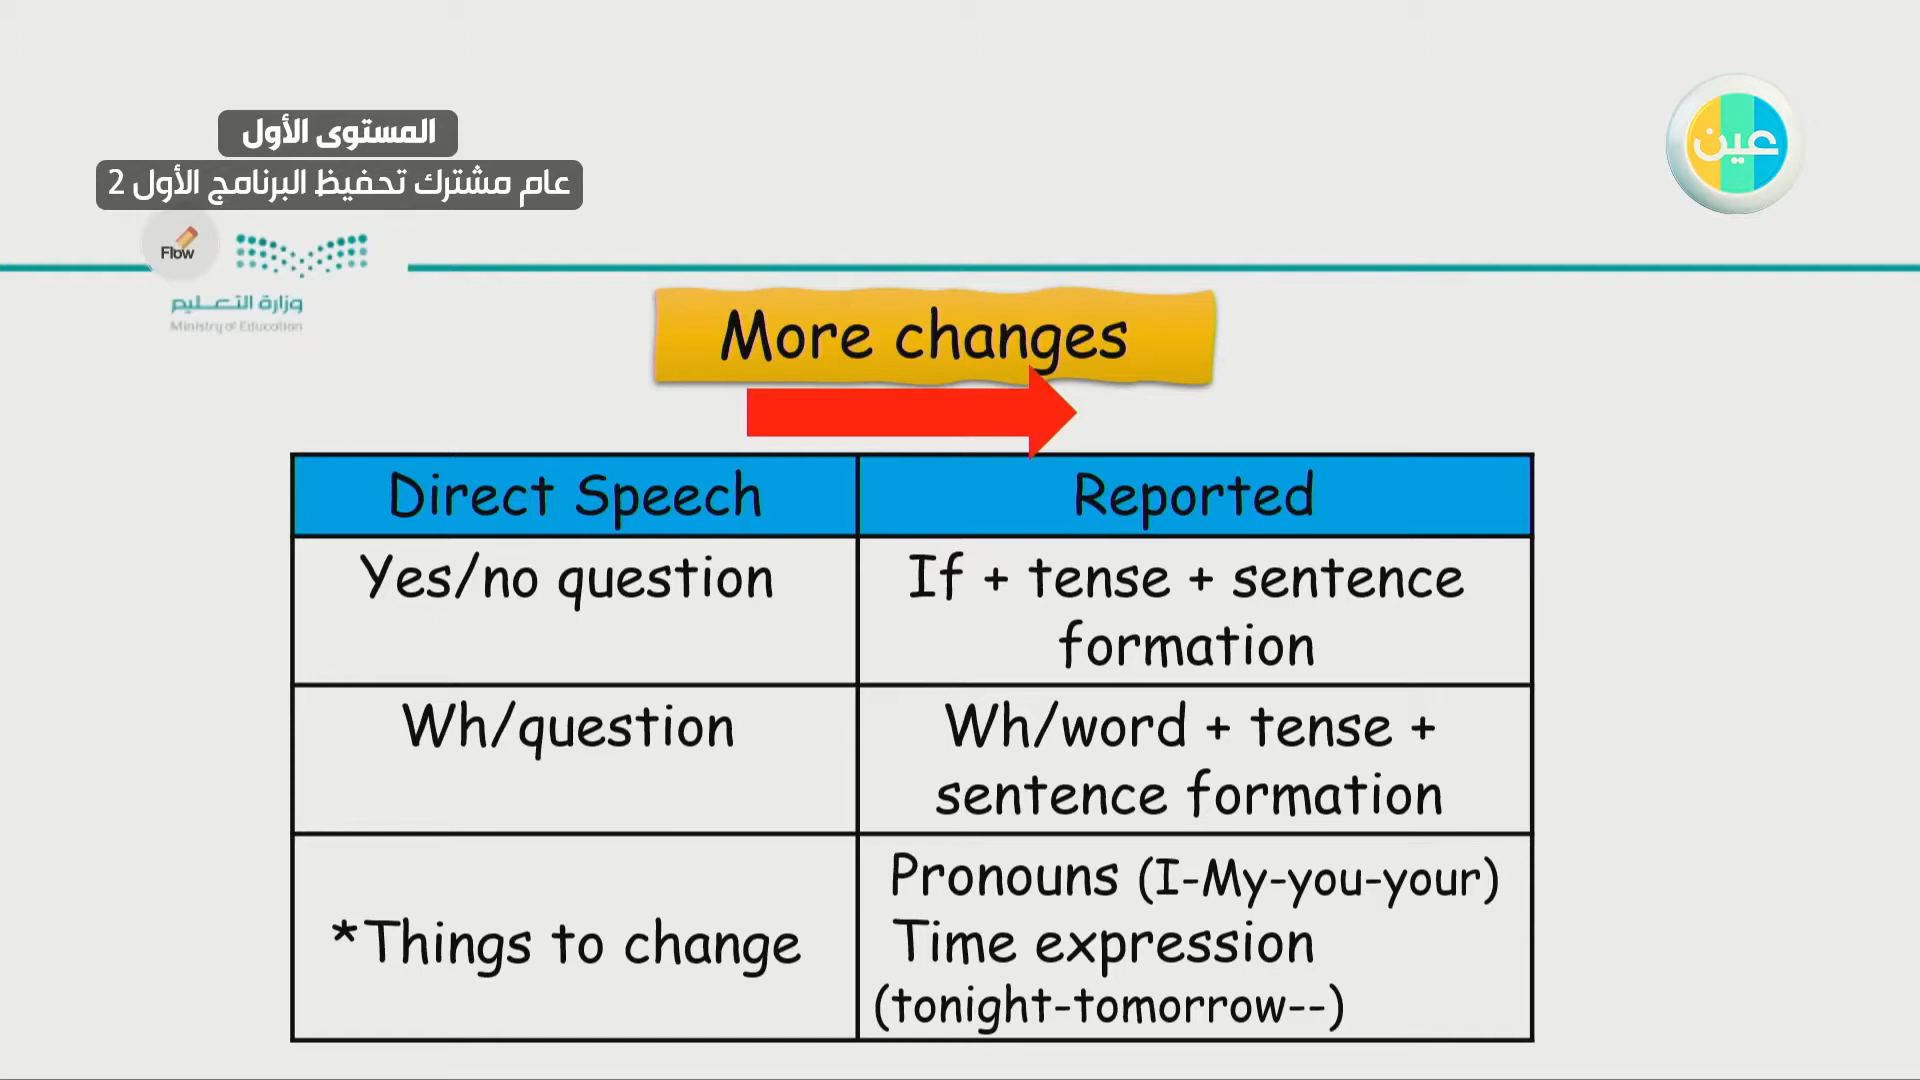 المستوى الأول
عام مشترك تحفيظ البرنامج الأول 2
عين
Flow
وزارة التعليم
Ministry of Education
More changes
Direct Speech
Reported
Yes/no question
If + tense + sentence
formation
Wh/question
Wh/word + tense +
sentence formation
*Things to change
Pronouns (I-My-you-your)
Time expression
(tonight-tomorrow--)